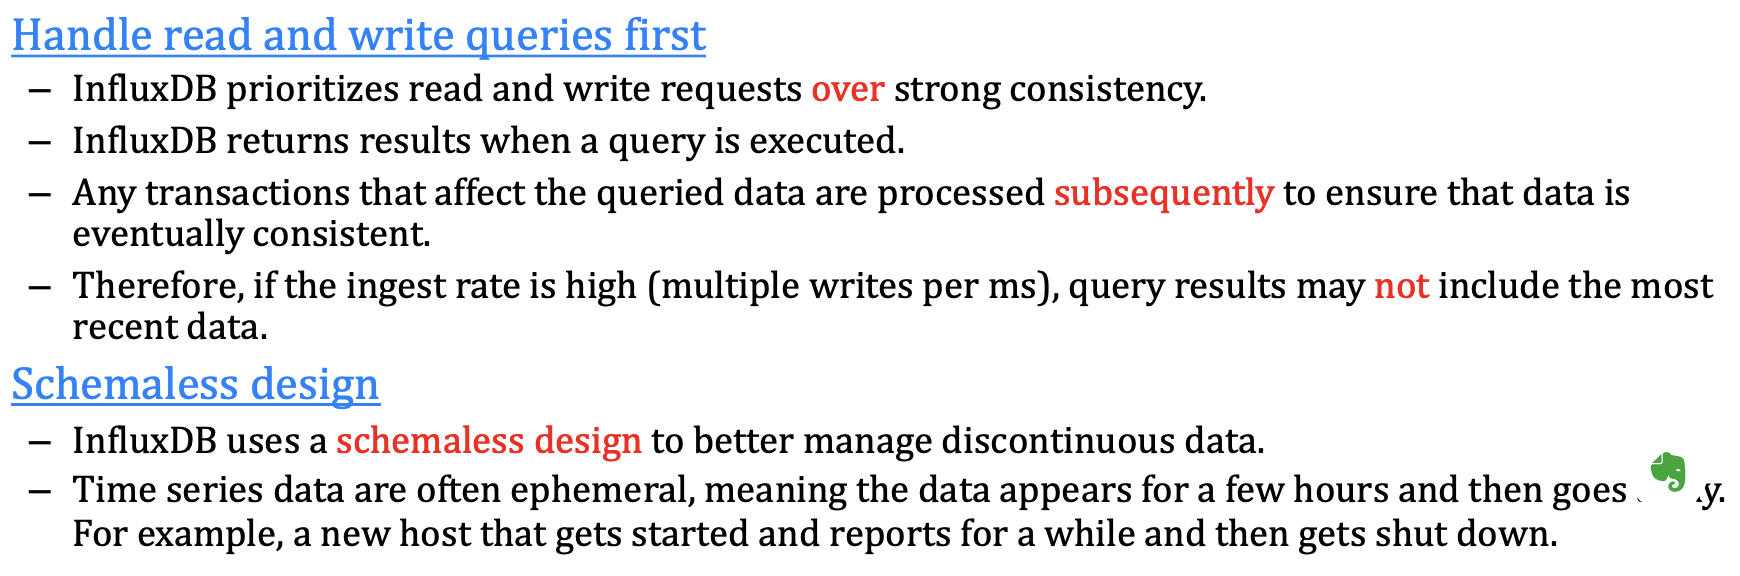 Handle read and write queries first
– InfluxDB prioritizes read and write requests over strong consistency.
– InfluxDB returns results when a query is executed.
– Any transactions that affect the queried data are processed subsequently to ensure that data is
eventually consistent.
– Therefore, if the ingest rate is high (multiple writes per ms), query results may not include the most
recent data.
Schemaless design
– InfluxDB uses a schemaless design to better manage discontinuous data.
– Time series data are often ephemeral, meaning the data appears for a few hours and then goes
For example, a new host that gets started and reports for a while and then gets shut down.